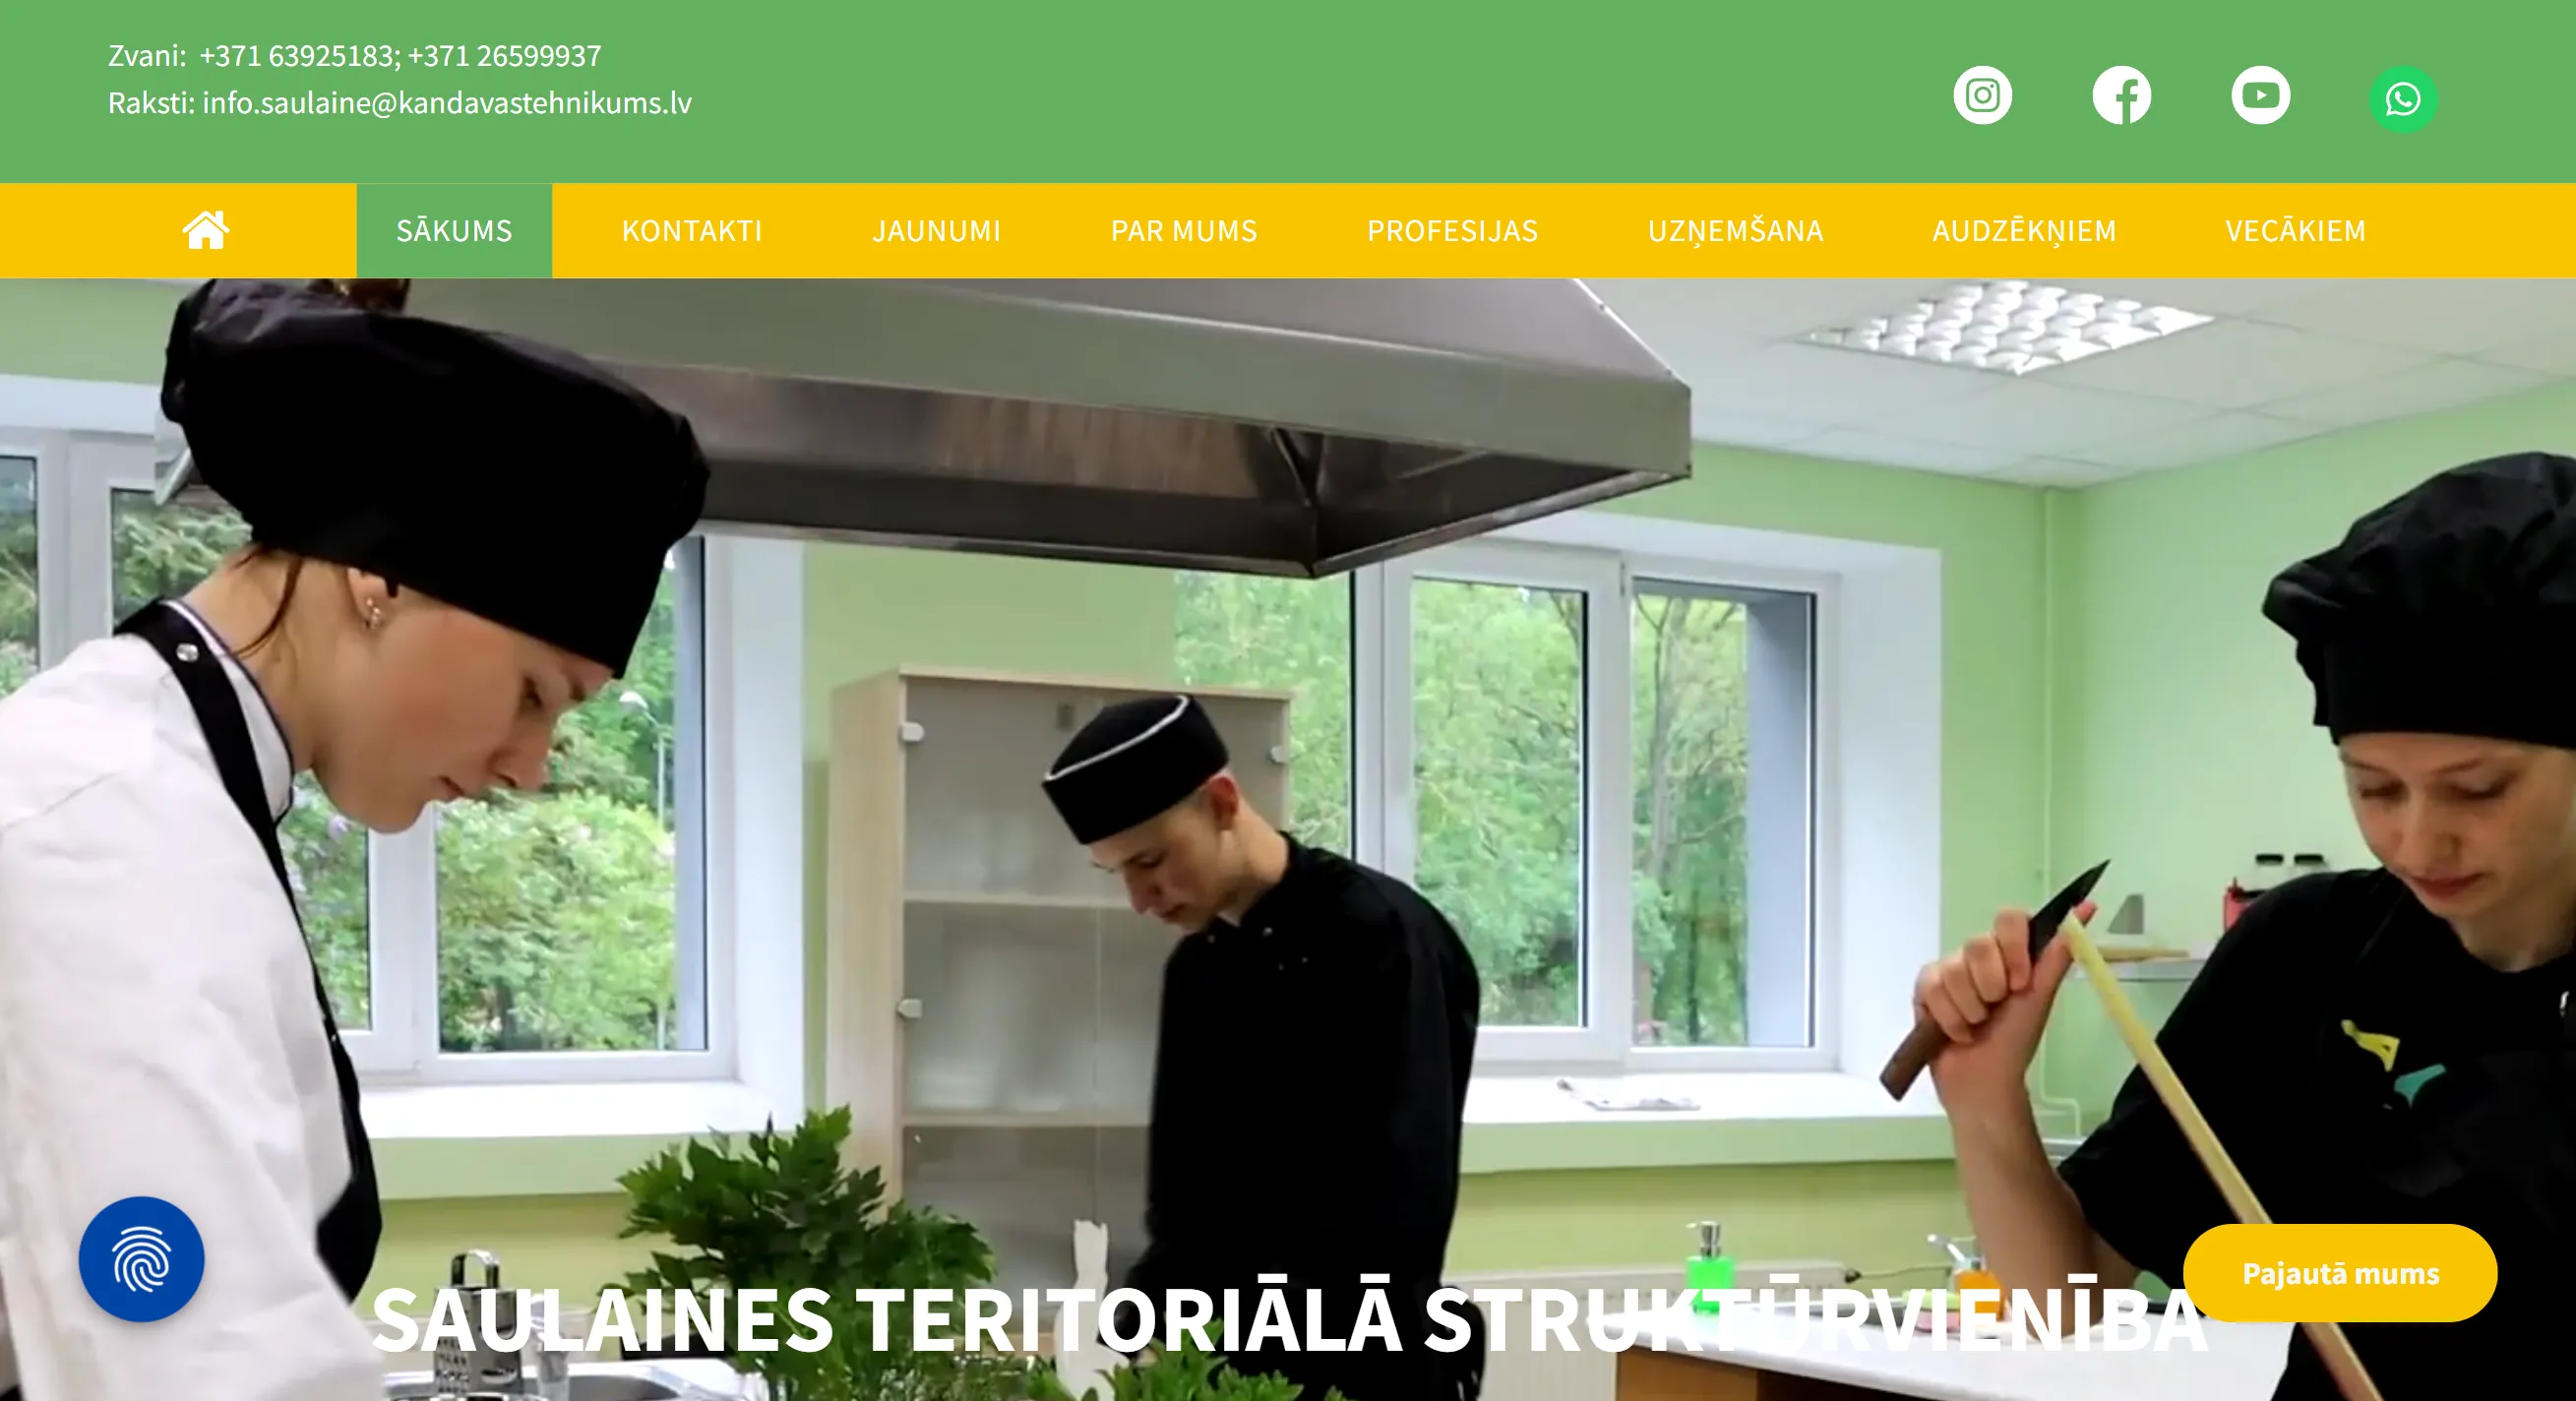 Zvani:  +371 63925183; +371 26599937
Raksti: info.saulaine@kandavastehnikums.lv
SĀKUMS KONTAKTI JAUNUMI PAR MUMS PROFESIJAS UZŅEMŠANA AUDZĒKŅIEM VECĀKIEM
Pajautā mums
SAULAINES TERITORIĀLĀ STRUKTŪRVIENĪBA